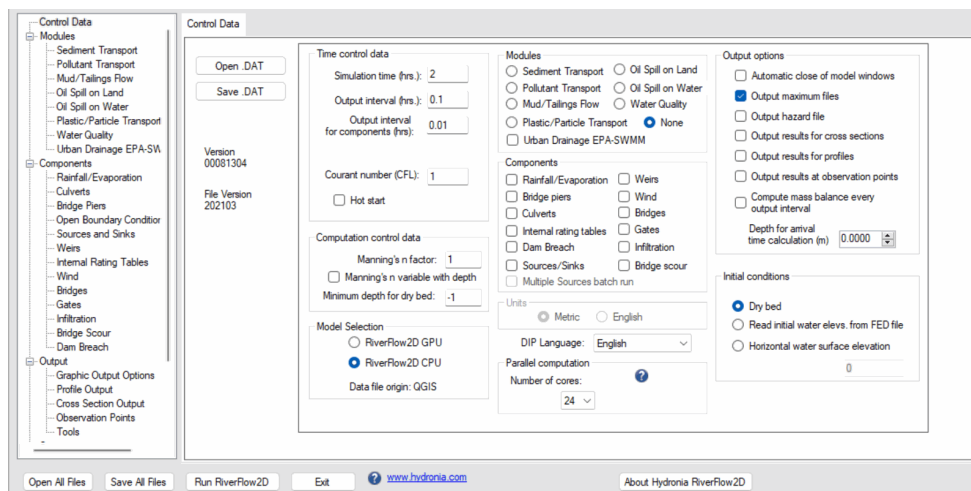 Control Data
Modules
Sediment Transport
Pollutant Transport
Mud/Tailings Flow
Oil Spill on Land
Oil Spill on Water
Plastic/Particle Transport
Water Quality
Urban Drainage EPA-SW
Components
Rainfall/Evaporation
Culverts
Bridge Piers
Open Boundary Condition
Sources and Sinks
Weirs
Internal Rating Tables
Wind
Bridges
Gates
Infiltration
Bridge Scour
Dam Breach
Output
Graphic Output Options
Profile Output
Cross Section Output
Observation Points
Tools
Control Data
Open .DAT
Save .DAT
Version
00081304
File Version
202103
Time control data
Simulation time (hrs.): 2
Output interval (hrs.): 0.1
Output interval
for components (hrs): 0.01
Courant number (CFL): 1
Hot start
Computation control data
Manning's n factor: 1
Manning's n variable with depth
Minimum depth for dry bed: -1
Model Selection
RiverFlow2D GPU
RiverFlow2D CPU
Data file origin: QGIS
Modules
Sediment Transport Oil Spill on Land
Pollutant Transport Oil Spill on Water
Mud/Tailings Flow Water Quality
Plastic/Particle Transport None
Urban Drainage EPA-SWMM
Components
Rainfall/Evaporation Weirs
Bridge piers Wind
Culverts Bridges
Internal rating tables Gates
Dam Breach Infiltration
Sources/Sinks Bridge scour
Multiple Sources batch run
Units
Metric English
DIP Language: English
Parallel computation
Number of cores: ?
24
Output options
Automatic close of model windows
Output maximum files
Output hazard file
Output results for cross sections
Output results for profiles
Output results at observation points
Compute mass balance every
output interval
Depth for arrival
time calculation (m) 0.0000
Initial conditions
Dry bed
Read initial water elevs. from FED file
Horizontal water surface elevation
0
Open All Files Save All Files Run RiverFlow2D Exit ? www.hydronia.com About Hydronia RiverFlow2D